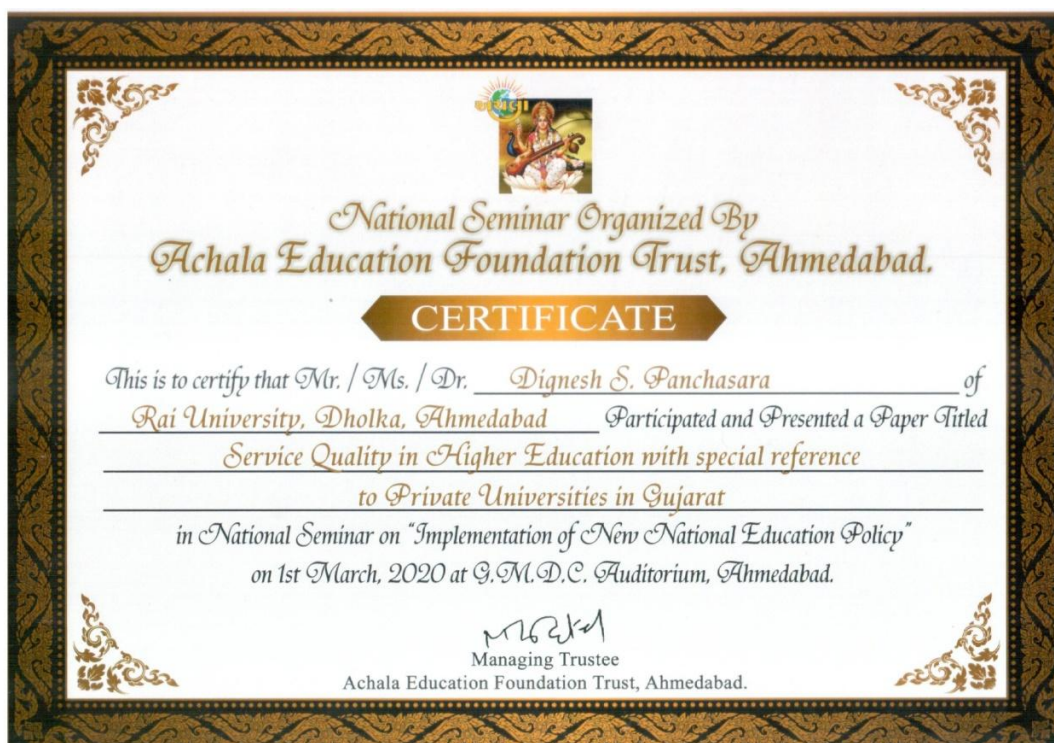 અચલા
National Seminar Organized By
Achala Education Foundation Trust, Ahmedabad.
CERTIFICATE
This is to certify that Mr. / Ms. / Dr. Dignesh S. Panchasara of
Rai University, Dholka, Ahmedabad Participated and Presented a Paper Titled
Service Quality in Higher Education with special reference
to Private Universities in Gujarat
in National Seminar on “Implementation of New National Education Policy”
on 1st March, 2020 at G.M.D.C. Auditorium, Ahmedabad.
Managing Trustee
Achala Education Foundation Trust, Ahmedabad.